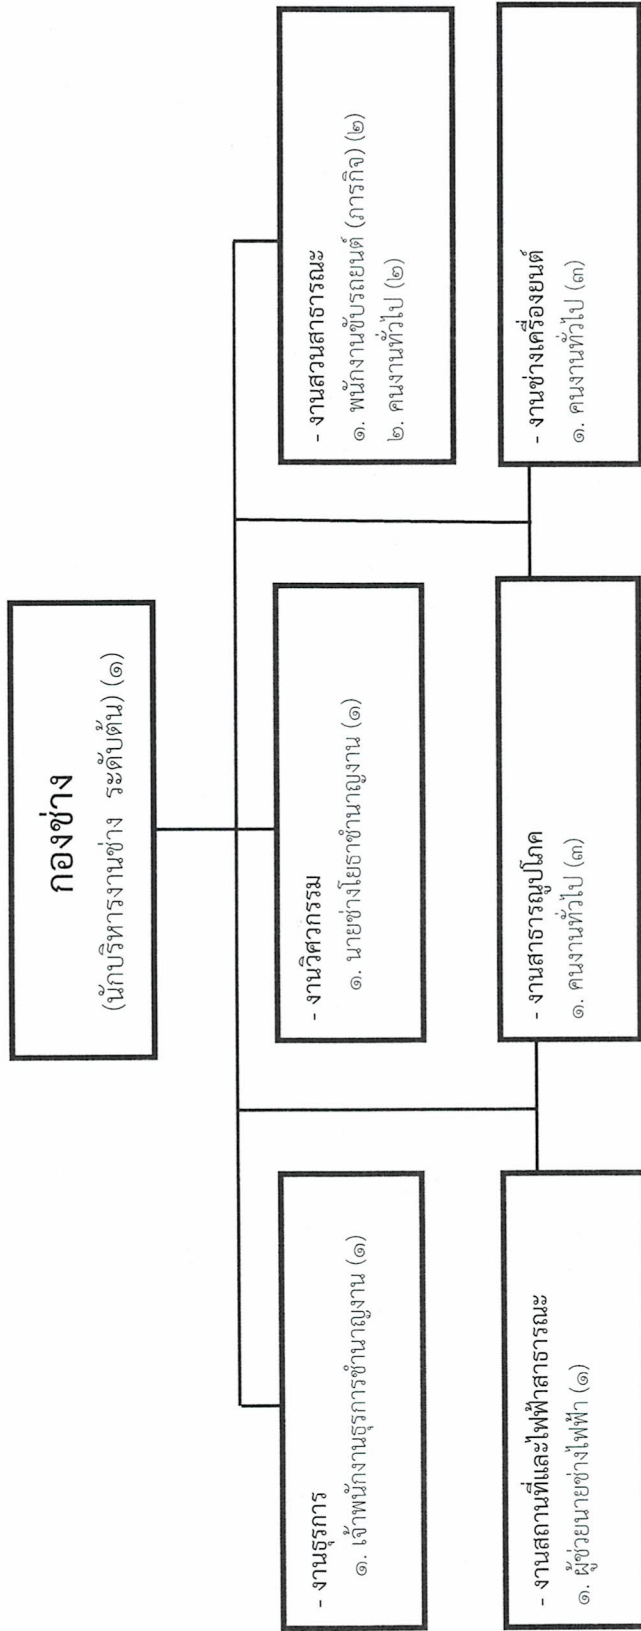 กองช่าง
(นักบริหารงานช่าง ระดับต้น) (๑)
- งานธุรการ
๑. เจ้าพนักงานธุรการชำนาญงาน (๑)
- งานวิศวกรรม
๑. นายช่างโยธาชำนาญงาน (๑)
- งานสวนสาธารณะ
๑. พนักงานขับรถยนต์ (ภารกิจ) (๒)
๒. คนงานทั่วไป (๒)
- งานสถานที่และไฟฟ้าสาธารณะ
๑. ผู้ช่วยนายช่างไฟฟ้า (๑)
- งานสาธารณูปโภค
๑. คนงานทั่วไป (๓)
- งานช่างเครื่องยนต์
๑. คนงานทั่วไป (๓)